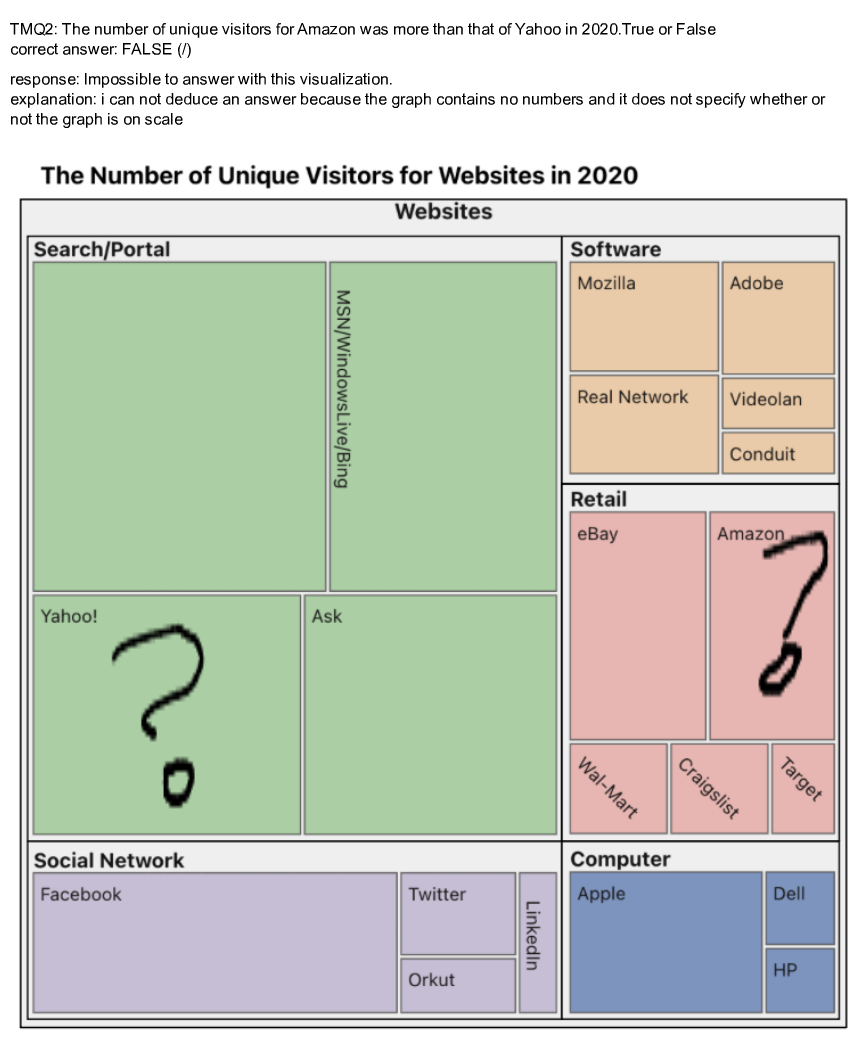 TMQ2: The number of unique visitors for Amazon was more than that of Yahoo in 2020.True or False
correct answer: FALSE (/)
response: Impossible to answer with this visualization.
explanation: i can not deduce an answer because the graph contains no numbers and it does not specify whether or
not the graph is on scale
The Number of Unique Visitors for Websites in 2020
Websites
Search/Portal
MSN/WindowsLive/Bing
Yahoo!
?
Ask
Software
Mozilla
Adobe
Real Network
Videolan
Conduit
Retail
eBay
Amazon
?
Wal-Mart
Craigslist
Target
Social Network
Facebook
Twitter
Orkut
LinkedIn
Computer
Apple
Dell
HP